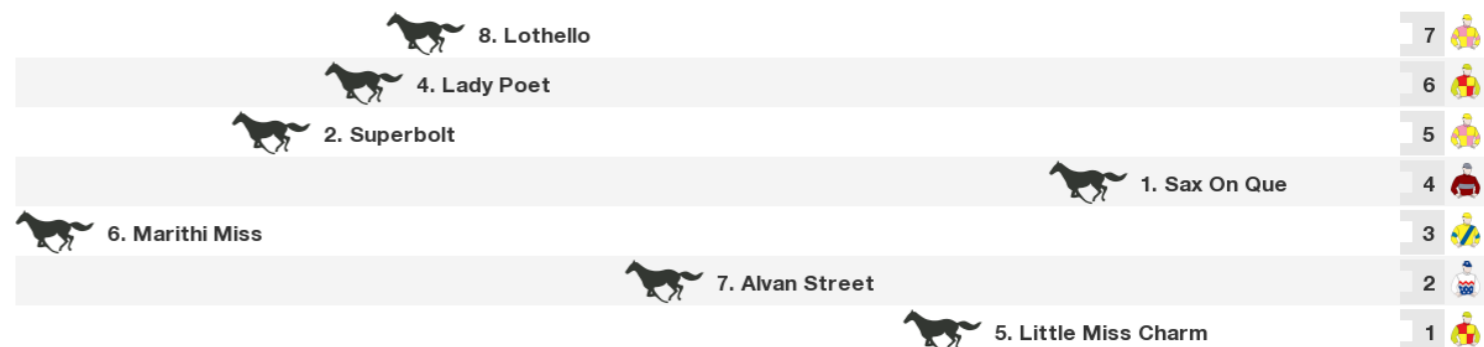 8. Lothello 7
4. Lady Poet 6
2. Superbolt 5
1. Sax On Que 4
6. Marithi Miss 3
7. Alvan Street 2
5. Little Miss Charm 1